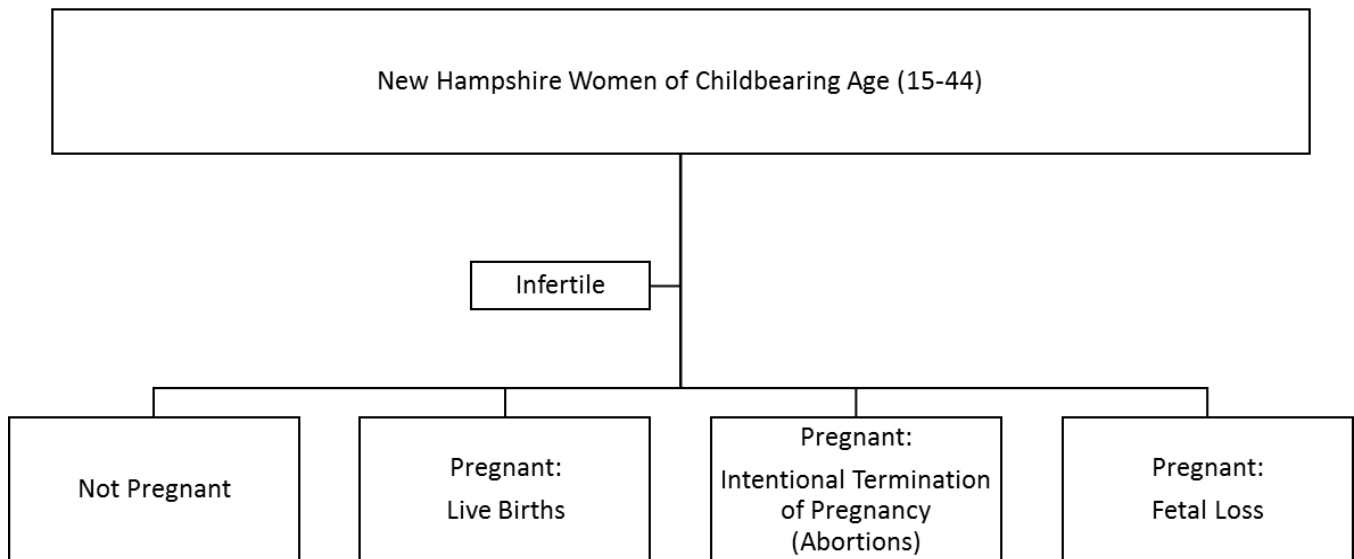 New Hampshire Women of Childbearing Age (15-44)
Infertile
Not Pregnant
Pregnant:
Live Births
Pregnant:
Intentional Termination
of Pregnancy
(Abortions)
Pregnant:
Fetal Loss